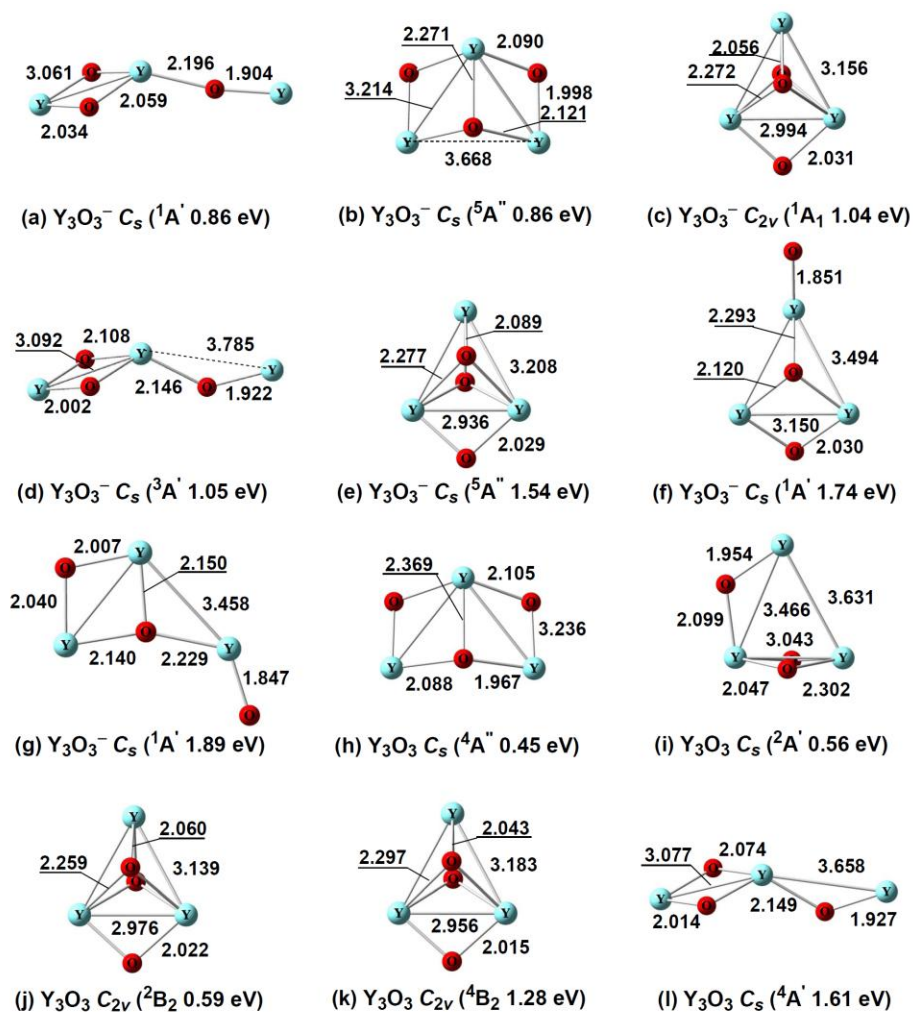 3.061 O Y 2.196 1.904
Y O 2.059 O Y
2.034
(a) Y₃O₃⁻ Cs (¹A' 0.86 eV)
2.271 Y 2.090
O O
3.214 1.998
O 2.121
Y Y
3.668
(b) Y₃O₃⁻ Cs (⁵A" 0.86 eV)
Y
2.056
2.272 3.156
O
O
Y Y
2.994
2.031
O
(c) Y₃O₃⁻ C2v (¹A₁ 1.04 eV)
3.092 2.108 Y 3.785
O Y
Y O 2.146 O 1.922
2.002
(d) Y₃O₃⁻ Cs (³A' 1.05 eV)
Y
2.089
2.277 O 3.208
O
Y Y
2.936
2.029
O
(e) Y₃O₃⁻ Cs (⁵A" 1.54 eV)
O
1.851
Y
2.293
3.494
2.120 O
Y Y
3.150
O 2.030
(f) Y₃O₃⁻ Cs (¹A' 1.74 eV)
2.007 Y
O 2.150
2.040 3.458
Y O Y
2.140 2.229
1.847
O
(g) Y₃O₃⁻ Cs (¹A' 1.89 eV)
2.369 Y 2.105
O O
3.236
Y O Y
2.088 1.967
(h) Y₃O₃ Cs (⁴A" 0.45 eV)
1.954 Y
O
2.099 3.466 3.631
3.043
Y O Y
O
2.047 2.302
(i) Y₃O₃ Cs (²A' 0.56 eV)
Y
2.060
2.259 3.139
O
O
Y Y
2.976
2.022
O
(j) Y₃O₃ C2v (²B₂ 0.59 eV)
Y
2.043
2.297 3.183
O
O
Y Y
2.956
2.015
O
(k) Y₃O₃ C2v (⁴B₂ 1.28 eV)
3.077 2.074
O Y 3.658
Y O 2.149 O Y
2.014 1.927
(l) Y₃O₃ Cs (⁴A' 1.61 eV)